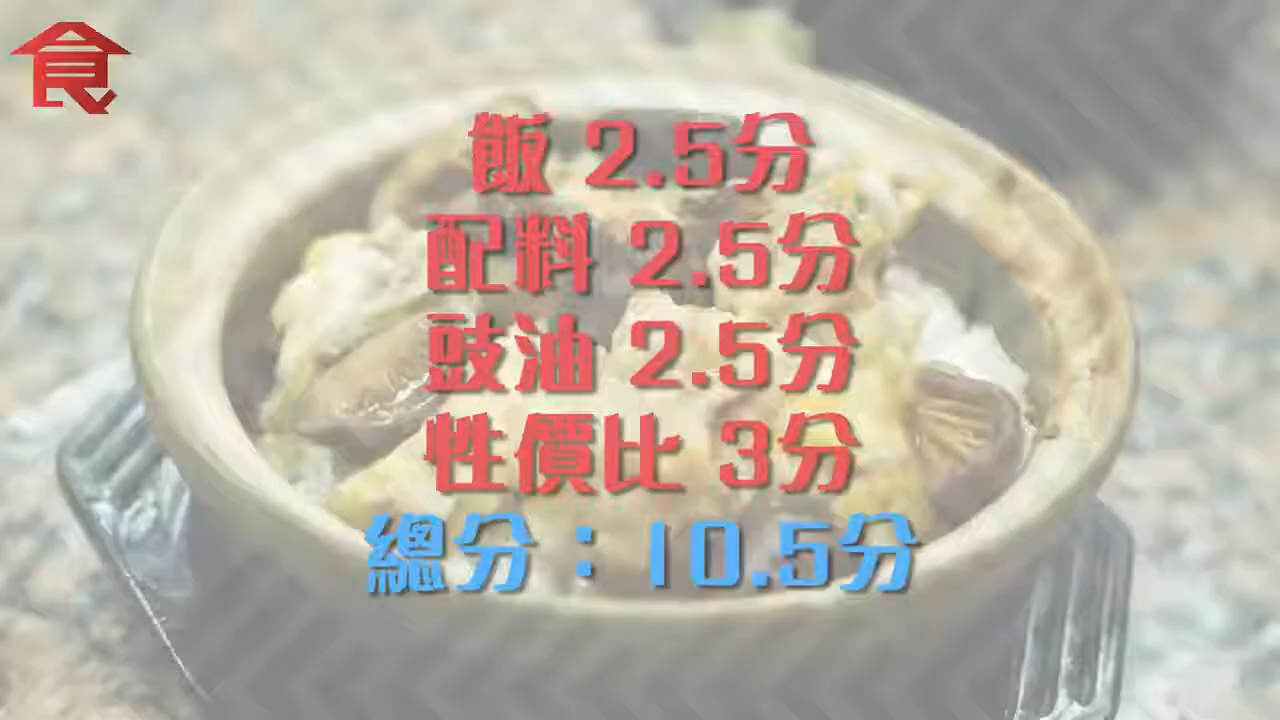 食
飯 2.5分
配料 2.5分
豉油 2.5分
性價比 3分
總分：10.5分